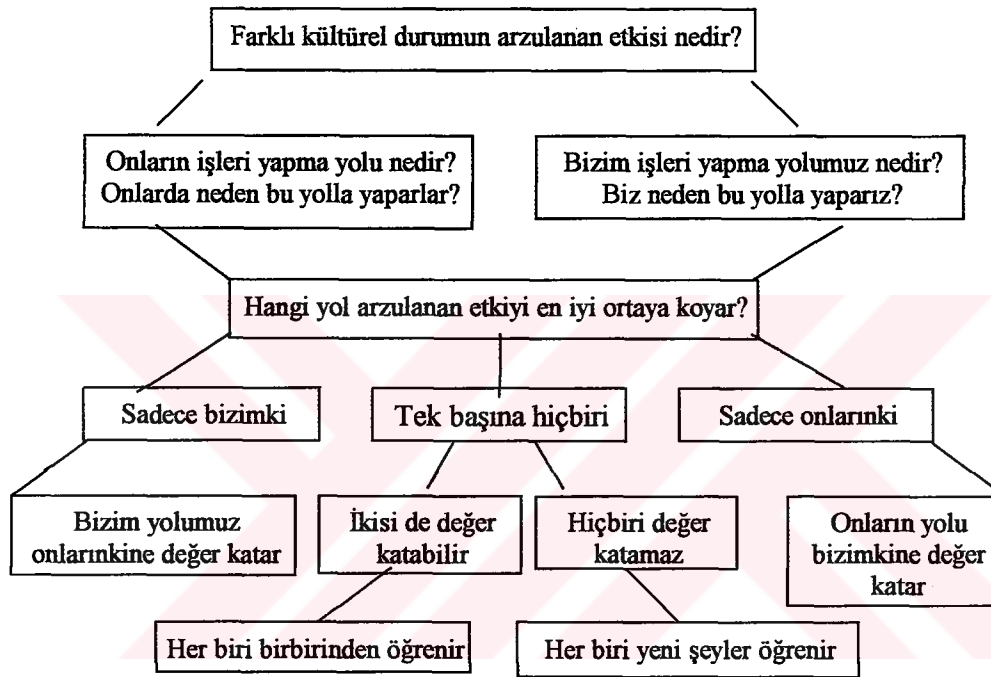 Farklı kültürel durumun arzulanan etkisi nedir?
Onların işleri yapma yolu nedir?
Onlarda neden bu yolla yaparlar?
Bizim işleri yapma yolumuz nedir?
Biz neden bu yolla yaparız?
Hangi yol arzulanan etkiyi en iyi ortaya koyar?
Sadece bizimki
Tek başına hiçbiri
Sadece onlarınki
Bizim yolumuz
onlarınkine değer katar
İkisi de değer
katabilir
Hiçbiri değer
katamaz
Onların yolu
bizimkine değer
katar
Her biri birbirinden öğrenir
Her biri yeni şeyler öğrenir